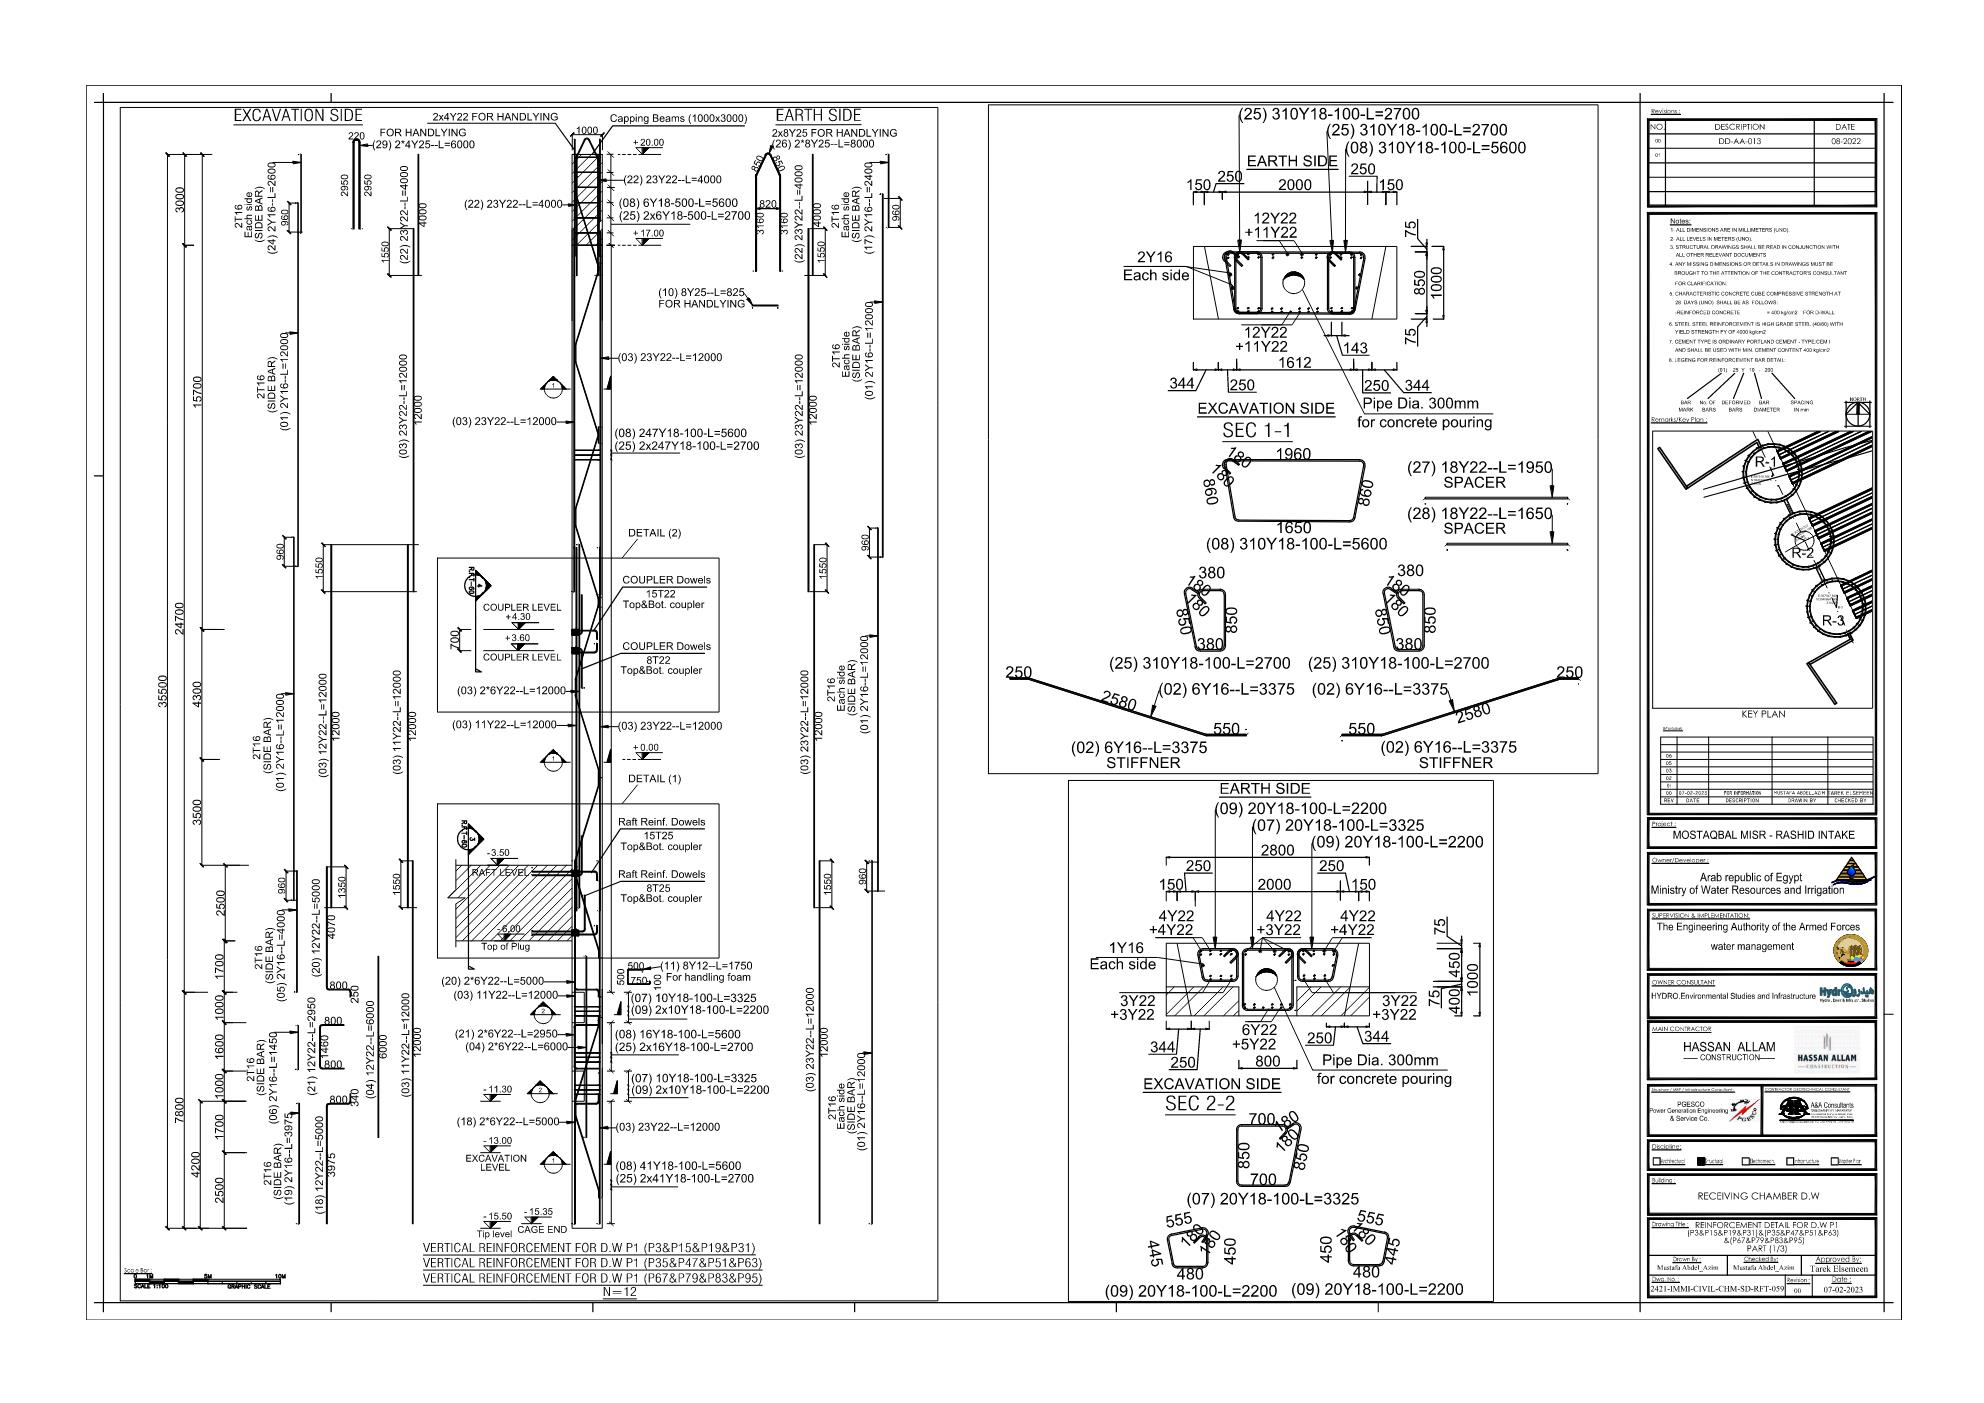 EXCAVATION SIDE
2x4Y22 FOR HANDLYING
Capping Beams (1000x3000)
EARTH SIDE
220
FOR HANDLYING
(29) 2*4Y25--L=6000
1000
2x8Y25 FOR HANDLYING
(26) 2*8Y25--L=8000
+20.00
2950
2950
850
850
820
3160
3160
(22) 23Y22--L=4000
4000
1550
(22) 23Y22--L=4000
(22) 23Y22--L=4000
(08) 6Y18-500-L=5600
(25) 2x6Y18-500-L=2700
+17.00
(22) 23Y22--L=4000
4000
1550
2T16
Each side
(SIDE BAR)
(24) 2Y16--L=2600
960
2T16
Each side
(SIDE BAR)
(17) 2Y16--L=2400
960
3000
15700
24700
35500
4300
3500
2500
1700
1600
1000
1700
2500
7800
4200
(10) 8Y25--L=825
FOR HANDLYING
(03) 23Y22--L=12000
(03) 23Y22--L=12000
1
2T16
(SIDE BAR)
(01) 2Y16--L=12000
(03) 23Y22--L=12000
12000
(03) 23Y22--L=12000
12000
2T16
Each side
(SIDE BAR)
(01) 2Y16--L=12000
(08) 247Y18-100-L=5600
(25) 2x247Y18-100-L=2700
DETAIL (2)
960
1550
1550
960
COUPLER LEVEL
+4.30
+3.60
COUPLER LEVEL
700
COUPLER Dowels
15T22
Top&Bot. coupler
COUPLER Dowels
8T22
Top&Bot. coupler
(03) 2*6Y22--L=12000
(03) 11Y22--L=12000
(03) 23Y22--L=12000
+0.00
1
2T16
(SIDE BAR)
(01) 2Y16--L=12000
(03) 12Y22--L=12000
12000
(03) 11Y22--L=12000
12000
(03) 23Y22--L=12000
12000
2T16
Each side
(SIDE BAR)
(01) 2Y16--L=12000
DETAIL (1)
Raft Reinf. Dowels
15T25
Top&Bot. coupler
-3.50
RAFT LEVEL
Raft Reinf. Dowels
8T25
Top&Bot. coupler
-6.00
Top of Plug
960
1350
1550
1550
960
2T16
(SIDE BAR)
(05) 2Y16--L=4000
(20) 12Y22--L=5000
4070
800
250
500
500
750
100
(11) 8Y12--L=1750
For handling foam
(20) 2*6Y22--L=5000
(03) 11Y22--L=12000
(07) 10Y18-100-L=3325
(09) 2x10Y18-100-L=2200
2
(21) 2*6Y22--L=2950
(04) 2*6Y22--L=6000
(08) 16Y18-100-L=5600
(25) 2x16Y18-100-L=2700
2T16
(SIDE BAR)
(06) 2Y16--L=1450
(21) 12Y22--L=2950
800
1460
800
(04) 12Y22--L=6000
6000
(03) 11Y22--L=12000
12000
(03) 23Y22--L=12000
12000
2T16
Each side
(SIDE BAR)
(01) 2Y16--L=12000
(07) 10Y18-100-L=3325
(09) 2x10Y18-100-L=2200
-11.30
2
800
340
(18) 2*6Y22--L=5000
(03) 23Y22--L=12000
-13.00
EXCAVATION
LEVEL
1
2T16
(SIDE BAR)
(19) 2Y16--L=3975
(18) 12Y22--L=5000
3975
(08) 41Y18-100-L=5600
(25) 2x41Y18-100-L=2700
-15.50
Tip level
-15.35
CAGE END
VERTICAL REINFORCEMENT FOR D.W P1 (P3&P15&P19&P31)
VERTICAL REINFORCEMENT FOR D.W P1 (P35&P47&P51&P63)
VERTICAL REINFORCEMENT FOR D.W P1 (P67&P79&P83&P95)
N=12
Scale Bar :
0 1M 5M 10M
SCALE 1:100
GRAPHIC SCALE
(25) 310Y18-100-L=2700
(25) 310Y18-100-L=2700
(08) 310Y18-100-L=5600
EARTH SIDE
150
250
2000
250
150
12Y22
+11Y22
2Y16
Each side
75
850
1000
75
12Y22
+11Y22
143
344
250
1612
250
344
EXCAVATION SIDE
Pipe Dia. 300mm
for concrete pouring
SEC 1-1
180
180
1960
860
860
1650
(08) 310Y18-100-L=5600
(27) 18Y22--L=1950
SPACER
(28) 18Y22--L=1650
SPACER
380
180
180
850
850
380
380
180
180
850
850
380
(25) 310Y18-100-L=2700
(25) 310Y18-100-L=2700
250
2580
(02) 6Y16--L=3375
550
(02) 6Y16--L=3375
2580
250
550
(02) 6Y16--L=3375
STIFFNER
(02) 6Y16--L=3375
STIFFNER
EARTH SIDE
(09) 20Y18-100-L=2200
(07) 20Y18-100-L=3325
(09) 20Y18-100-L=2200
2800
250
250
150
2000
150
4Y22
+4Y22
4Y22
+3Y22
4Y22
+4Y22
1Y16
Each side
75
450
1000
75
400
3Y22
+3Y22
3Y22
+3Y22
6Y22
+5Y22
344
250
800
250
344
Pipe Dia. 300mm
for concrete pouring
EXCAVATION SIDE
SEC 2-2
700
180
180
850
850
700
(07) 20Y18-100-L=3325
555
180
180
445
450
480
555
180
180
450
445
480
(09) 20Y18-100-L=2200
(09) 20Y18-100-L=2200
Revisions :
NO. DESCRIPTION DATE
00 DD-AA-013 08-2022
01
Notes:
1- ALL DIMENSIONS ARE IN MILLIMETERS (UNO).
2- ALL LEVELS IN METERS (UNO).
3. STRUCTURAL DRAWINGS SHALL BE READ IN CONJUNCTION WITH
ALL OTHER RELEVANT DOCUMENTS
4. ANY MISSING DIMENSIONS OR DETAILS IN DRAWINGS MUST BE
BROUGHT TO THE ATTENTION OF THE CONTRACTOR'S CONSULTANT
FOR CLARIFICATION.
5. CHARACTERISTIC CONCRETE CUBE COMPRESSIVE STRENGTH AT
28 DAYS (UNO) SHALL BE AS FOLLOWS:
-REINFORCED CONCRETE = 400 kg/cm2 FOR D-WALL
6. STEEL STEEL REINFORCEMENT IS HIGH GRADE STEEL (40/60) WITH
YIELD STRENGTH FY OF 4000 kg/cm2
7. CEMENT TYPE IS ORDINARY PORTLAND CEMENT - TYPE:CEM I
AND SHALL BE USED WITH MIN. CEMENT CONTENT 400 kg/cm2
8. LEGENG FOR REINFORCEMENT BAR DETAIL:
(01) 25 Y 18 - 200
BAR MARK
No. OF BARS
DEFORMED BARS
BAR DIAMETER
SPACING IN mm
NORTH
Remarks/Key Plan :
R-1
R-2
R-3
KEY PLAN
06
05
03
02
01
00 07-02-2023 FOR INFORMATION MUSTAFA ABDEL_AZIM TAREK ELSEMEEN
REV DATE DESCRIPTION DRAWIN BY CHECKED BY
Project :
MOSTAQBAL MISR - RASHID INTAKE
Owner/Developer :
Arab republic of Egypt
Ministry of Water Resources and Irrigation
SUPERVISION & IMPLEMENTATION:
The Engineering Authority of the Armed Forces
water management
OWNER CONSULTANT
HYDRO.Environmental Studies and Infrastructure
Hydro هيدرو
MAIN CONTRACTOR
HASSAN ALLAM
CONSTRUCTION
HASSAN ALLAM
CONSTRUCTION
PGESCO
Power Generation Engineering
& Service Co.
PGESCO
A&A Consultants
Discipline:
Architectural
Structural
Electromech.
Infrastructure
Master Plan
Building :
RECEIVING CHAMBER D.W
Drawing Title : REINFORCEMENT DETAIL FOR D.W P1
(P3&P15&P19&P31)&(P35&P47&P51&P63)
&(P67&P79&P83&P95)
PART (1/3)
Drawn By : Checked By: Approved By:
Mustafa Abdel_Azim Mustafa Abdel_Azim Tarek Elsemeen
Dwg. No. : Revision : Date :
2421-IMMI-CIVIL-CHM-SD-RFT-059 00 07-02-2023